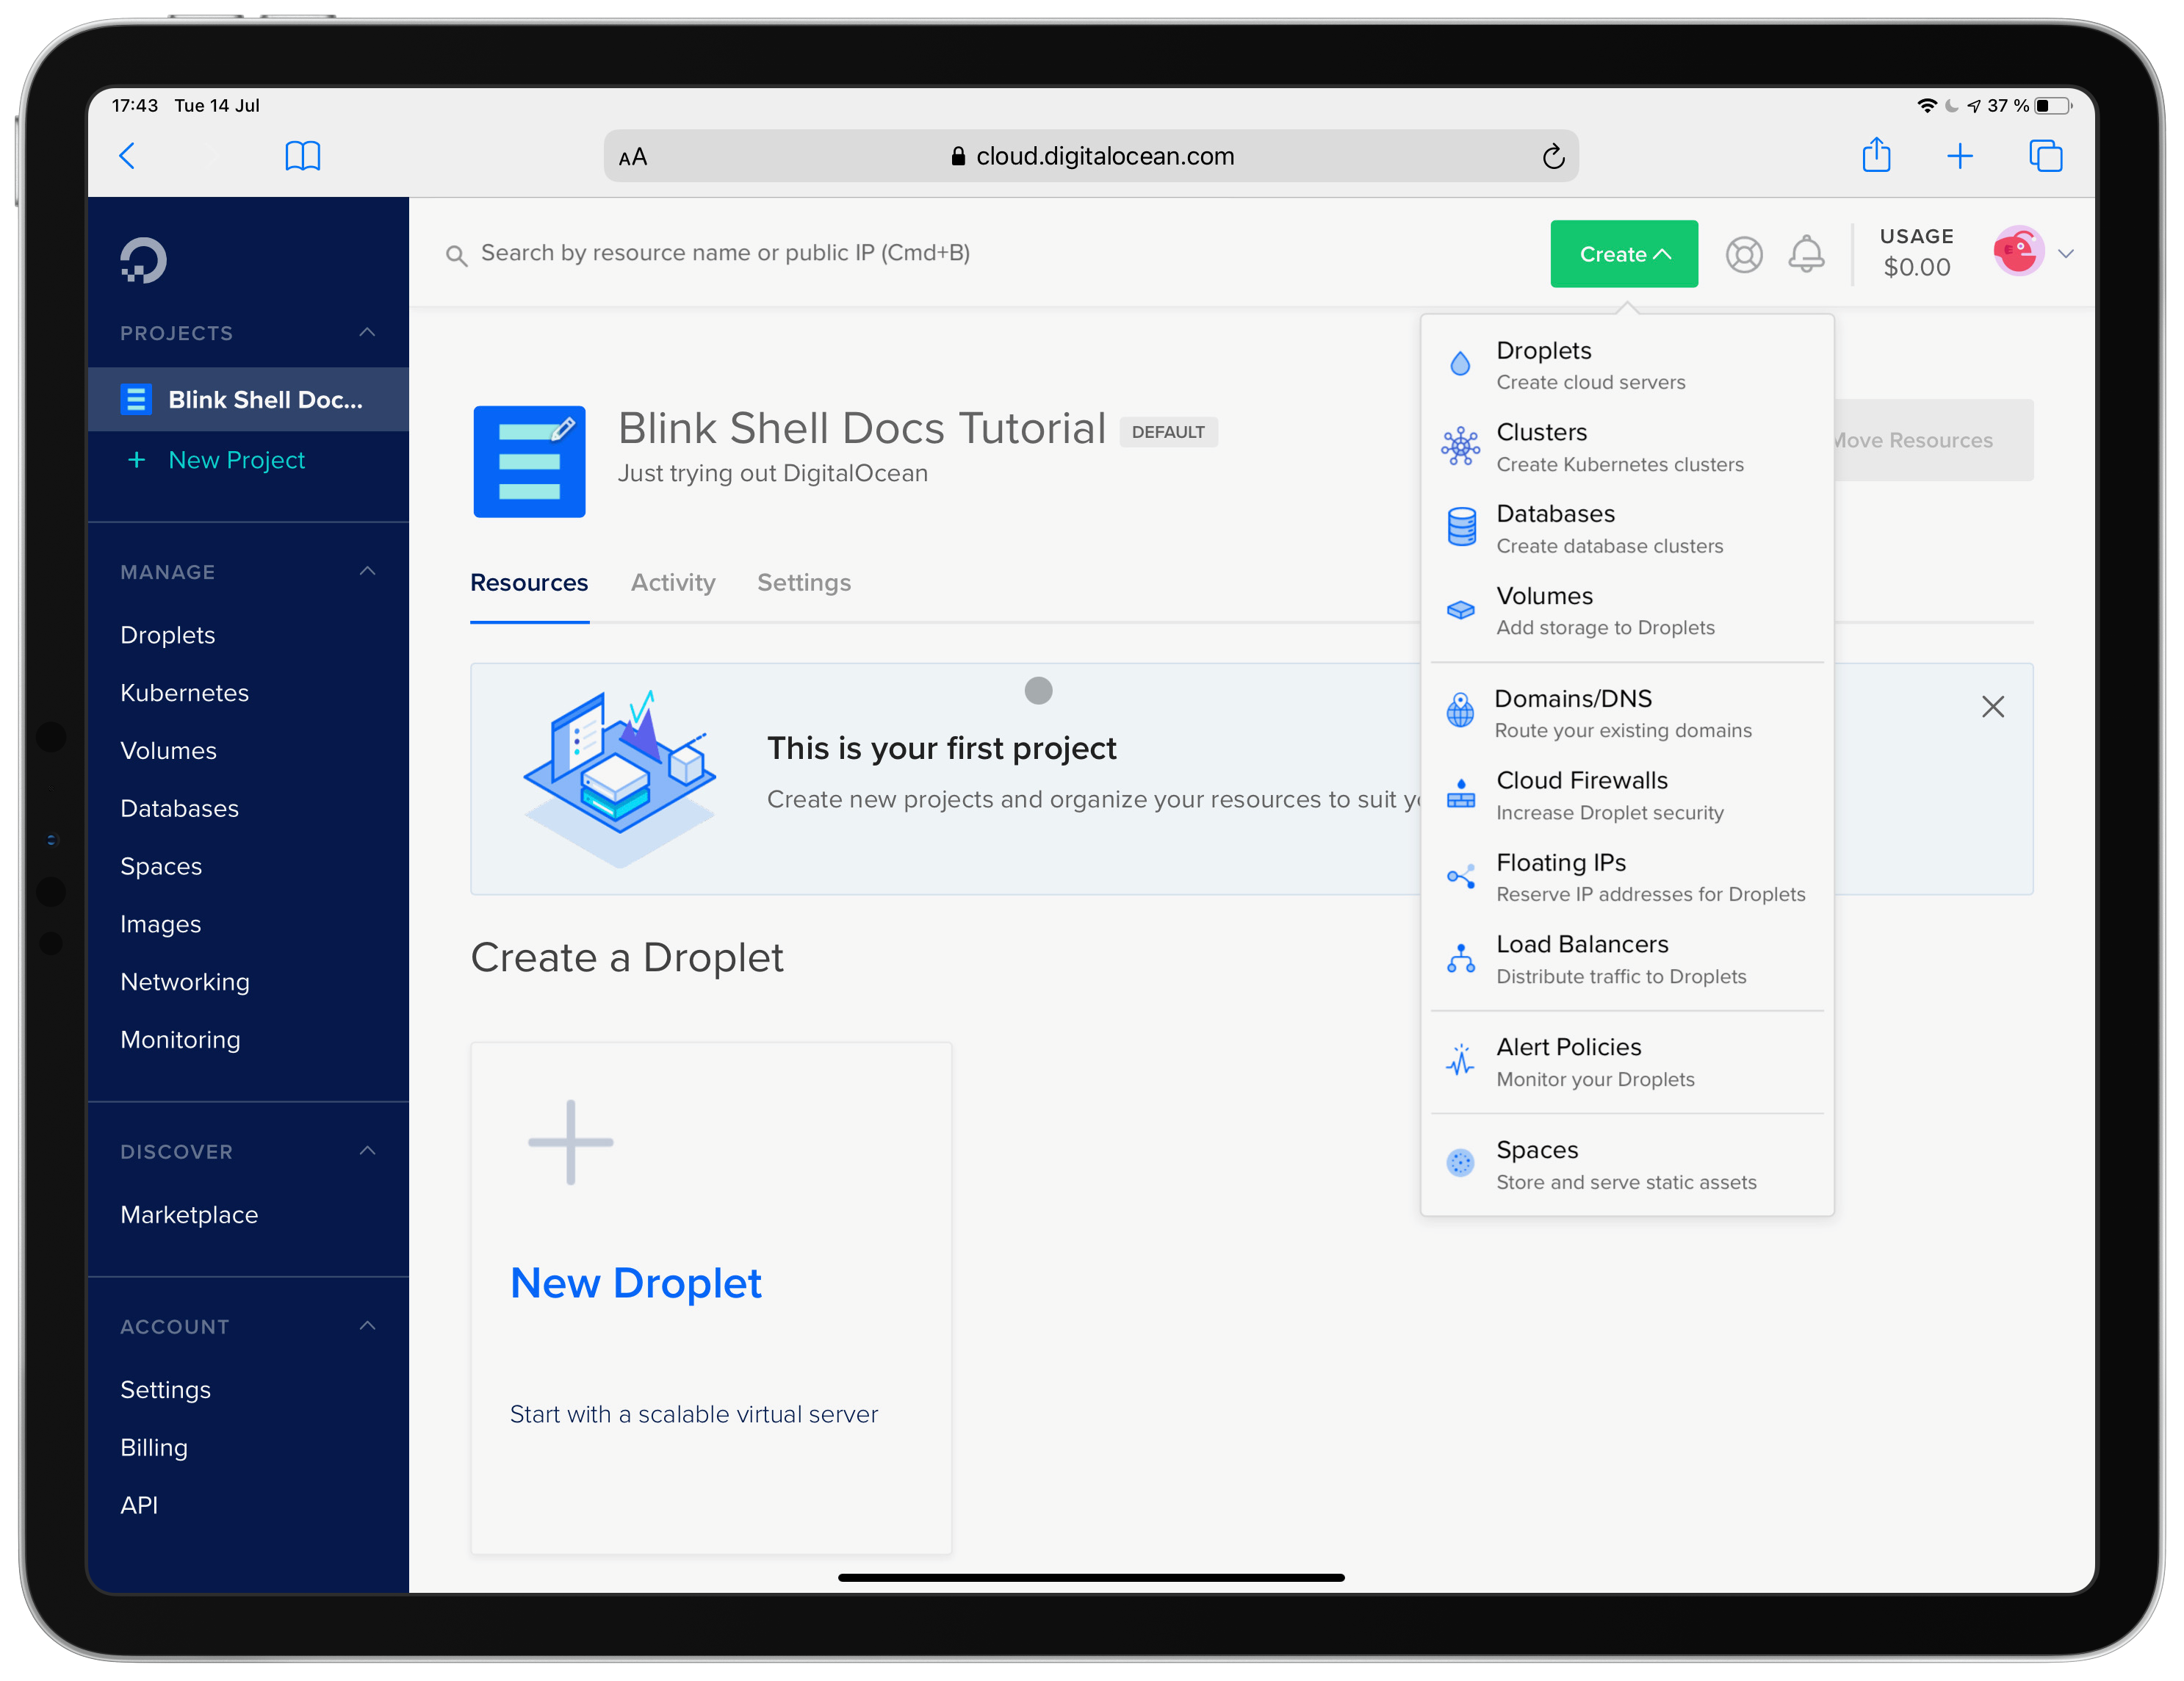 17:43 Tue 14 Jul
37 %
AA
cloud.digitalocean.com
Search by resource name or public IP (Cmd+B)
Create
USAGE
$0.00
PROJECTS
Blink Shell Doc...
+ New Project
MANAGE
Droplets
Kubernetes
Volumes
Databases
Spaces
Images
Networking
Monitoring
DISCOVER
Marketplace
ACCOUNT
Settings
Billing
API
Blink Shell Docs Tutorial DEFAULT
Just trying out DigitalOcean
Move Resources
Resources Activity Settings
This is your first project
Create new projects and organize your resources to suit
Create a Droplet
New Droplet
Start with a scalable virtual server
Droplets
Create cloud servers
Clusters
Create Kubernetes clusters
Databases
Create database clusters
Volumes
Add storage to Droplets
Domains/DNS
Route your existing domains
Cloud Firewalls
Increase Droplet security
Floating IPs
Reserve IP addresses for Droplets
Load Balancers
Distribute traffic to Droplets
Alert Policies
Monitor your Droplets
Spaces
Store and serve static assets